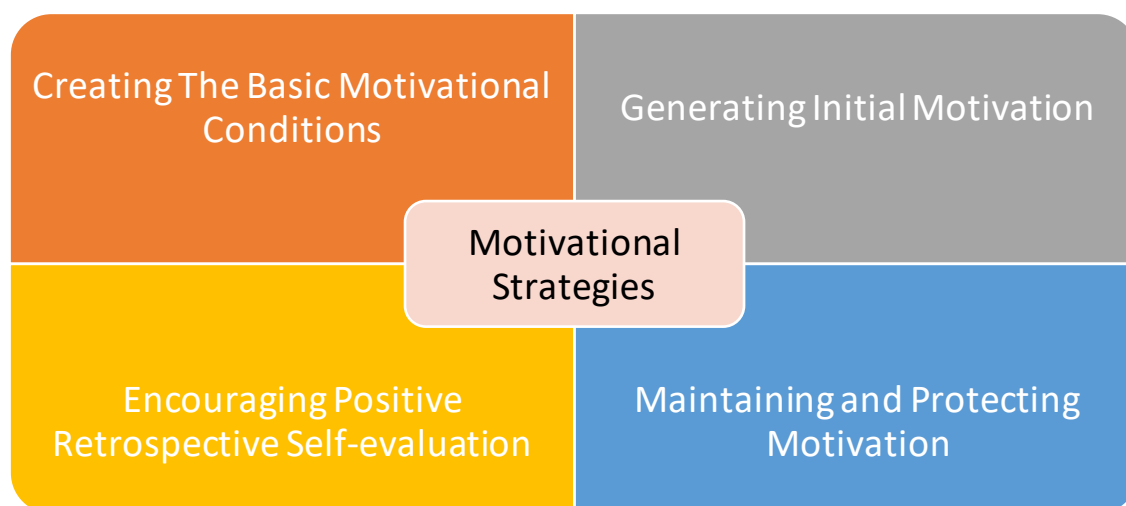 Creating The Basic Motivational
Conditions
Generating Initial Motivation
Motivational
Strategies
Encouraging Positive
Retrospective Self-evaluation
Maintaining and Protecting
Motivation